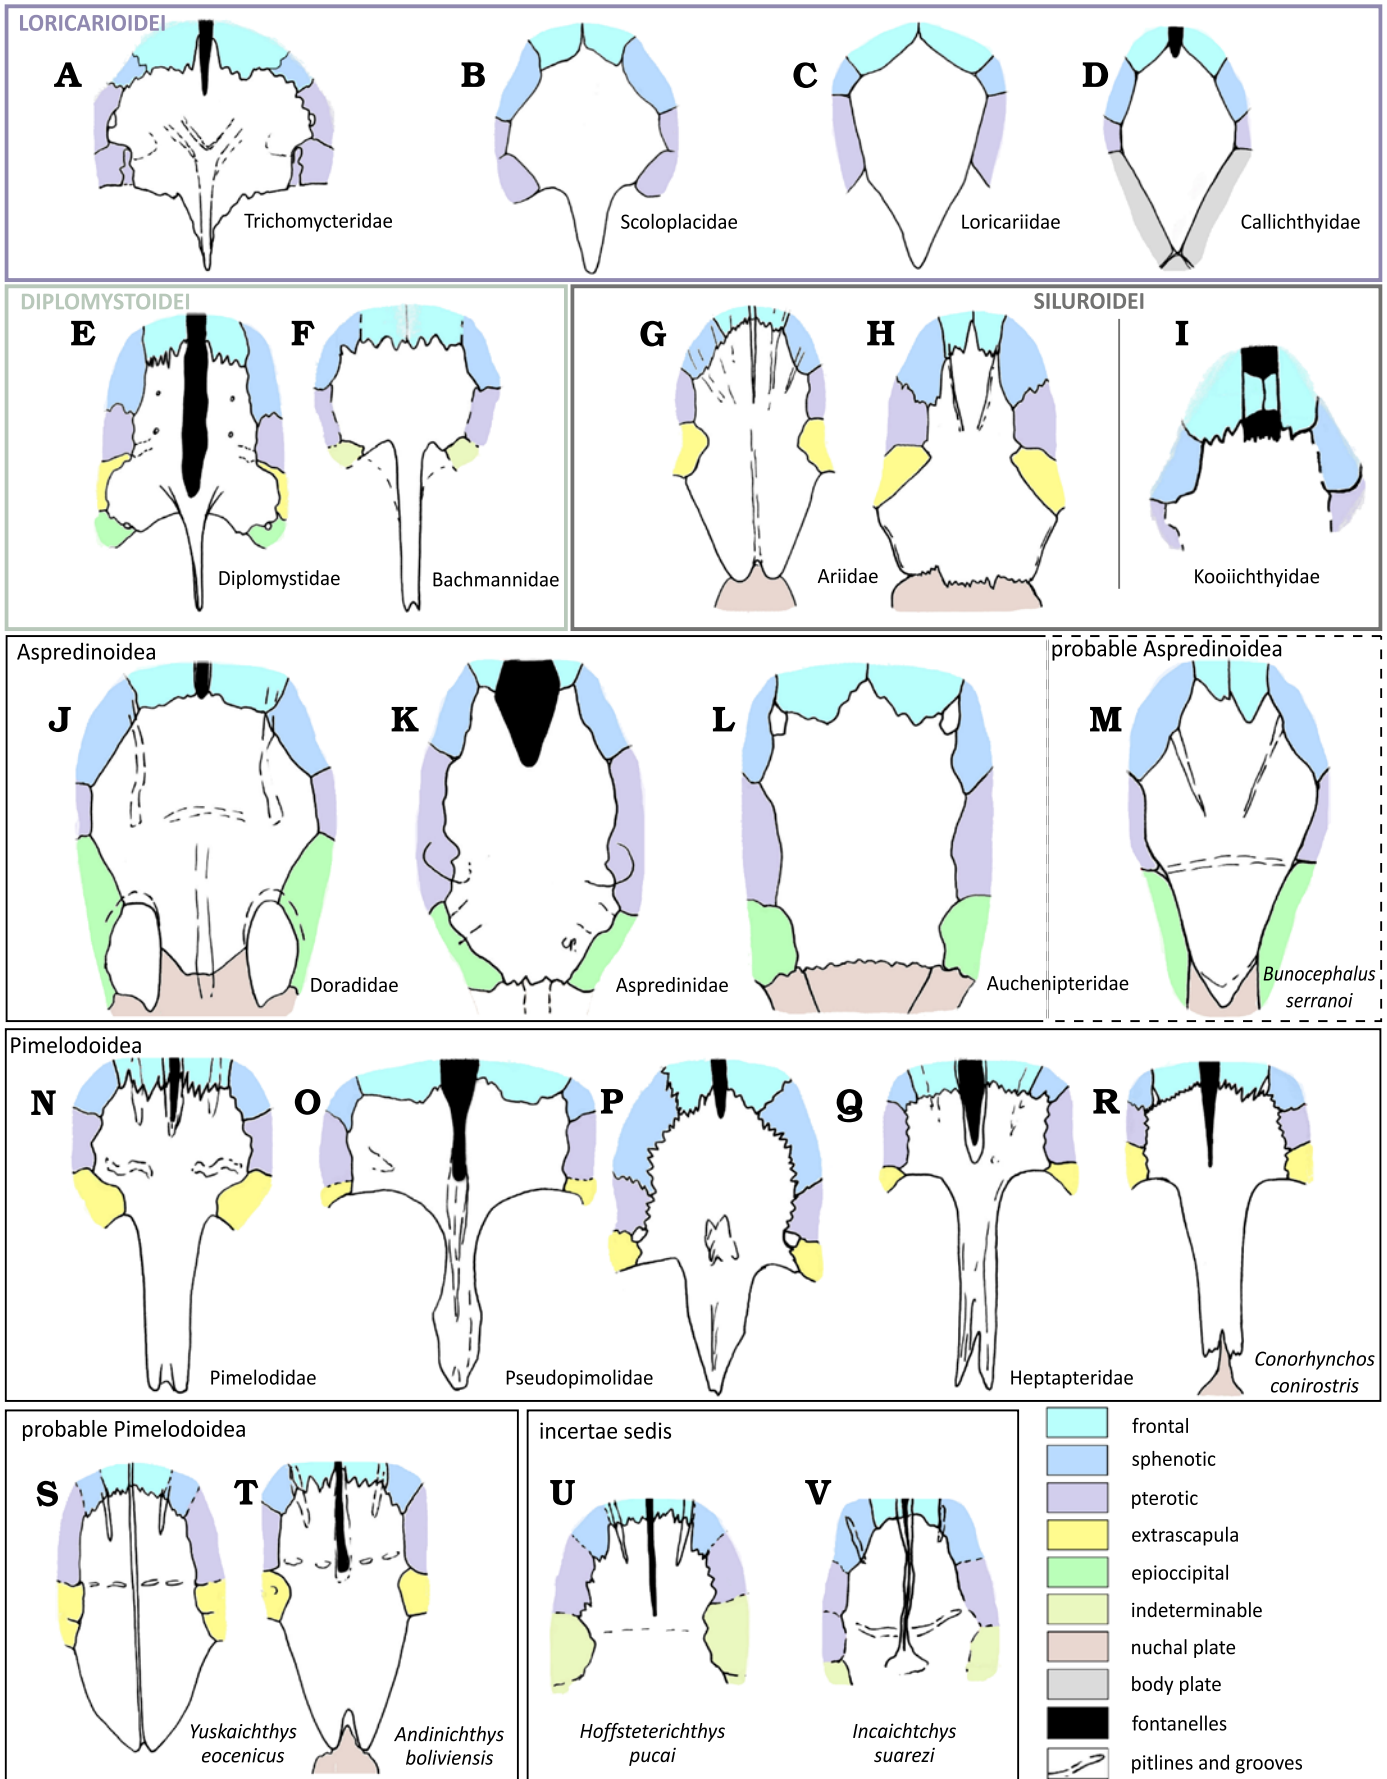 LORICARIOIDEI
A
B
C
D
Trichomycteridae
Scoloplacidae
Loricariidae
Callichthyidae
DIPLOMYSTOIDEI
SILUROIDEI
E
F
G
H
I
Diplomystidae
Bachmannidae
Ariidae
Kooiichthyidae
Aspredinoidea
probable Aspredinoidea
J
K
L
M
Doradidae
Aspredinidae
Auchenipteridae
Bunocephalus
serranoi
Pimelodoidea
N
O
P
Q
R
Pimelodidae
Pseudopimolidae
Heptapteridae
Conorhynchos
conirostris
probable Pimelodoidea
incertae sedis
S
T
U
V
Yuskaichthys
eocenicus
Andinichthys
boliviensis
Hoffsteterichthys
pucai
Incaichtchys
suarezi
frontal
sphenotic
pterotic
extrascapula
epioccipital
indeterminable
nuchal plate
body plate
fontanelles
pitlines and grooves